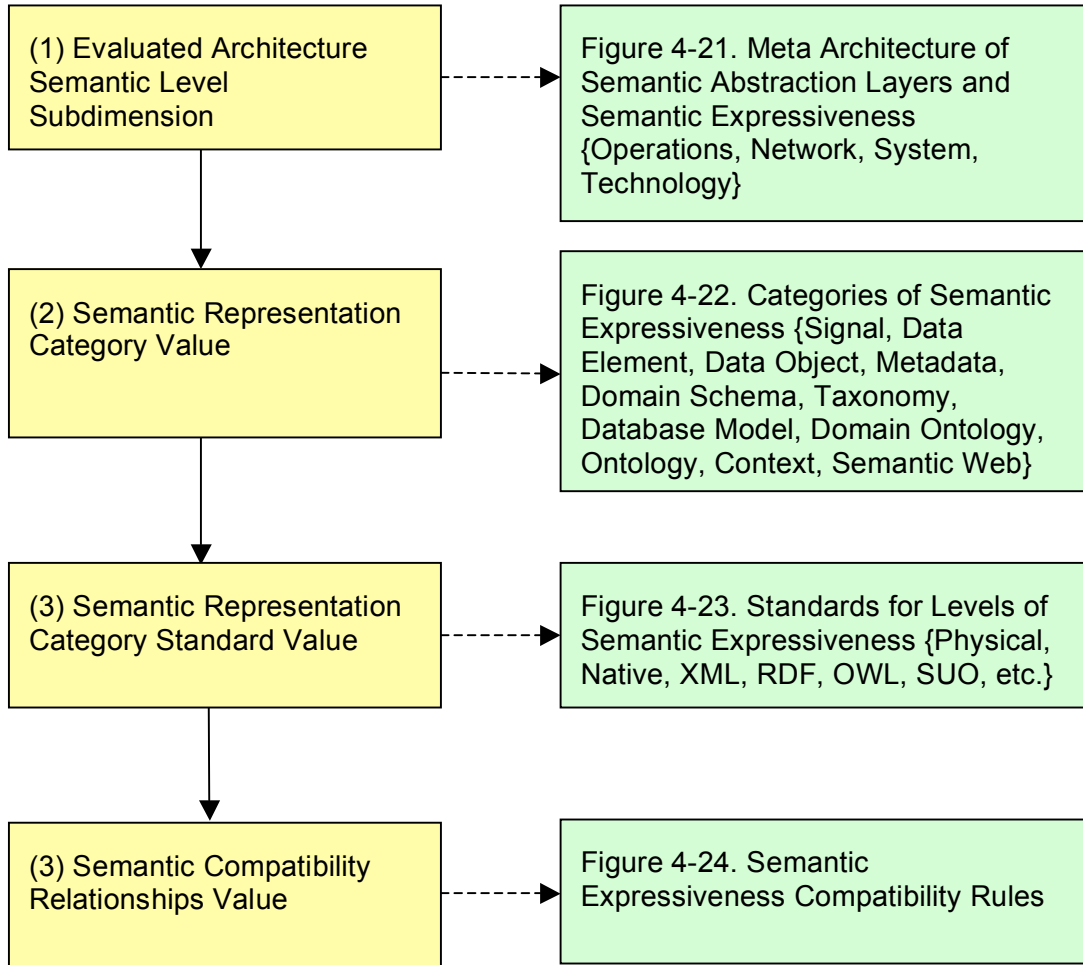 (1) Evaluated Architecture
Semantic Level
Subdimension
Figure 4-21. Meta Architecture of
Semantic Abstraction Layers and
Semantic Expressiveness
{Operations, Network, System,
Technology}
(2) Semantic Representation
Category Value
Figure 4-22. Categories of Semantic
Expressiveness {Signal, Data
Element, Data Object, Metadata,
Domain Schema, Taxonomy,
Database Model, Domain Ontology,
Ontology, Context, Semantic Web}
(3) Semantic Representation
Category Standard Value
Figure 4-23. Standards for Levels of
Semantic Expressiveness {Physical,
Native, XML, RDF, OWL, SUO, etc.}
(3) Semantic Compatibility
Relationships Value
Figure 4-24. Semantic
Expressiveness Compatibility Rules